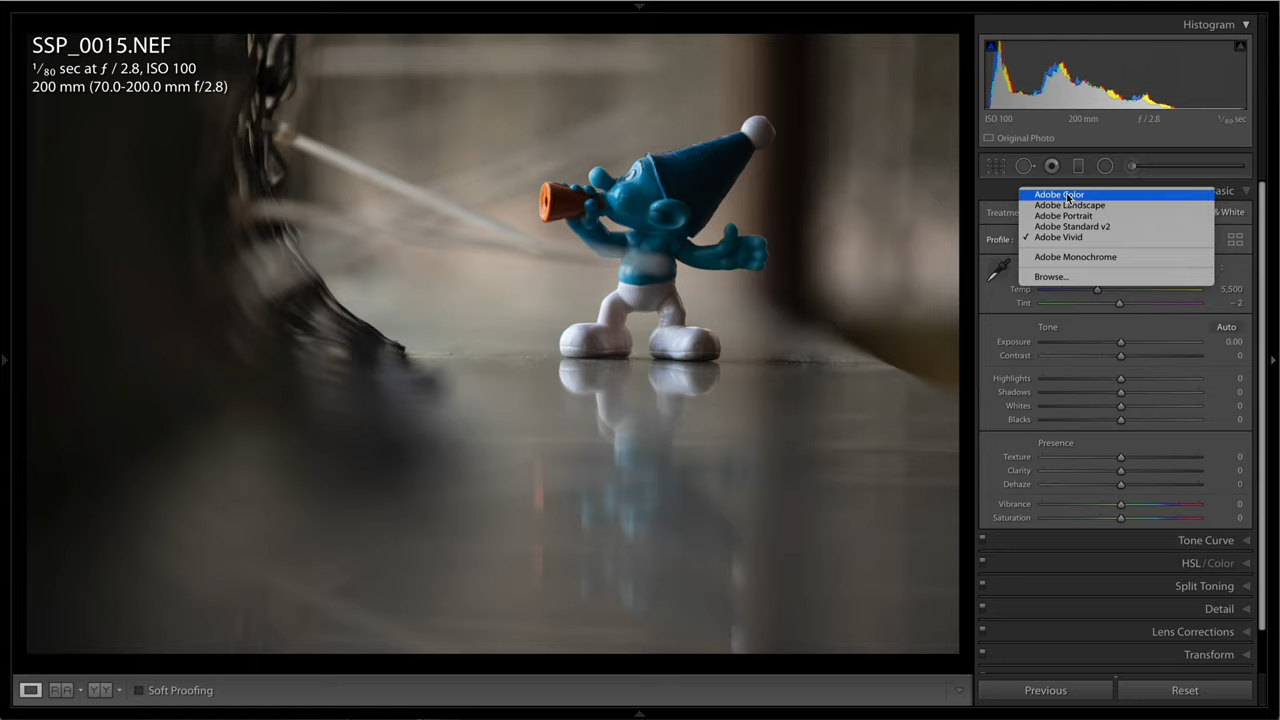 SSP_0015.NEF
1/80 sec at ƒ / 2.8, ISO 100
200 mm (70.0-200.0 mm f/2.8)
Histogram
ISO 100 200 mm ƒ / 2.8 1/80 sec
Original Photo
Basic
Adobe Color
Adobe Landscape
Adobe Portrait
Adobe Standard v2
Adobe Vivid
Adobe Monochrome
Browse...
& White
Profile :
Temp 5,500
Tint – 2
Tone Auto
Exposure 0.00
Contrast 0
Highlights 0
Shadows 0
Whites 0
Blacks 0
Presence
Texture 0
Clarity 0
Dehaze 0
Vibrance 0
Saturation 0
Tone Curve
HSL / Color
Split Toning
Detail
Lens Corrections
Transform
RA YY Soft Proofing
Previous Reset